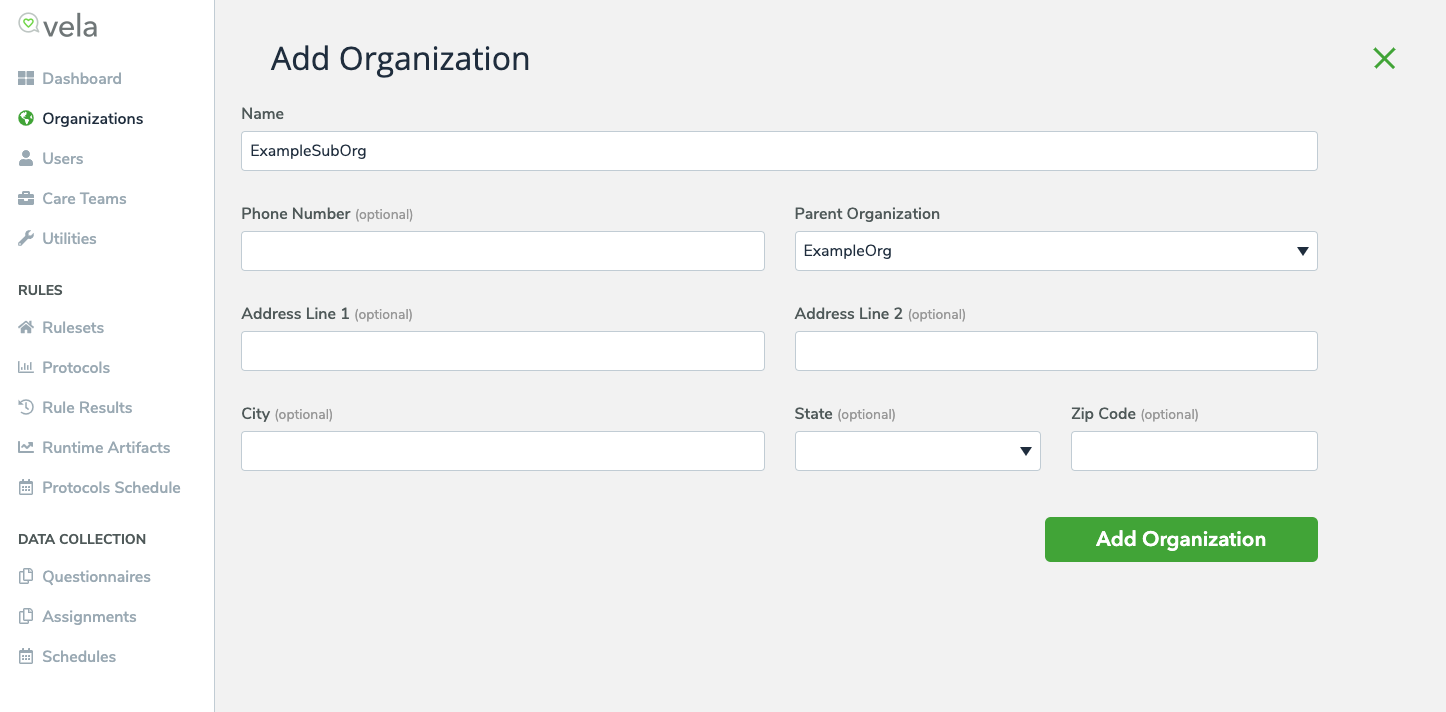 vela
Dashboard
Organizations
Users
Care Teams
Utilities
RULES
Rulesets
Protocols
Rule Results
Runtime Artifacts
Protocols Schedule
DATA COLLECTION
Questionnaires
Assignments
Schedules
Add Organization
Name
ExampleSubOrg
Phone Number (optional)
Parent Organization
ExampleOrg
Address Line 1 (optional)
Address Line 2 (optional)
City (optional)
State (optional)
Zip Code (optional)
Add Organization